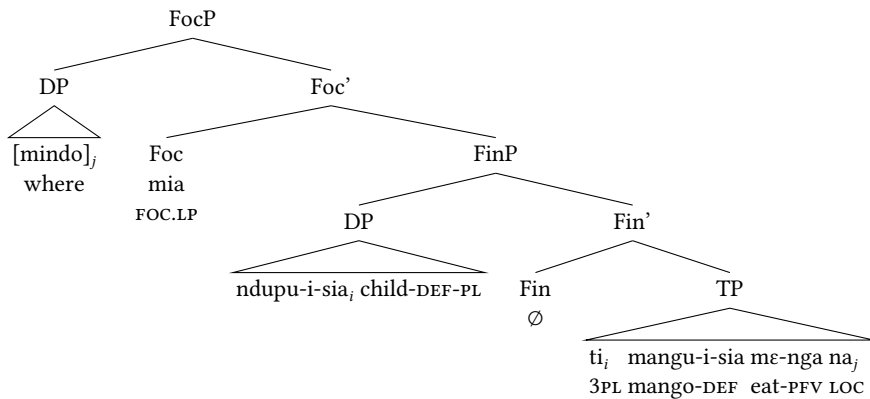 FocP
DP Foc’
[mindo]j Foc FinP
where mia
FOC.LP DP Fin’
ndupu-i-siai child-DEF-PL Fin TP
∅
tii mangu-i-sia mɛ-nga naj
3PL mango-DEF eat-PFV LOC